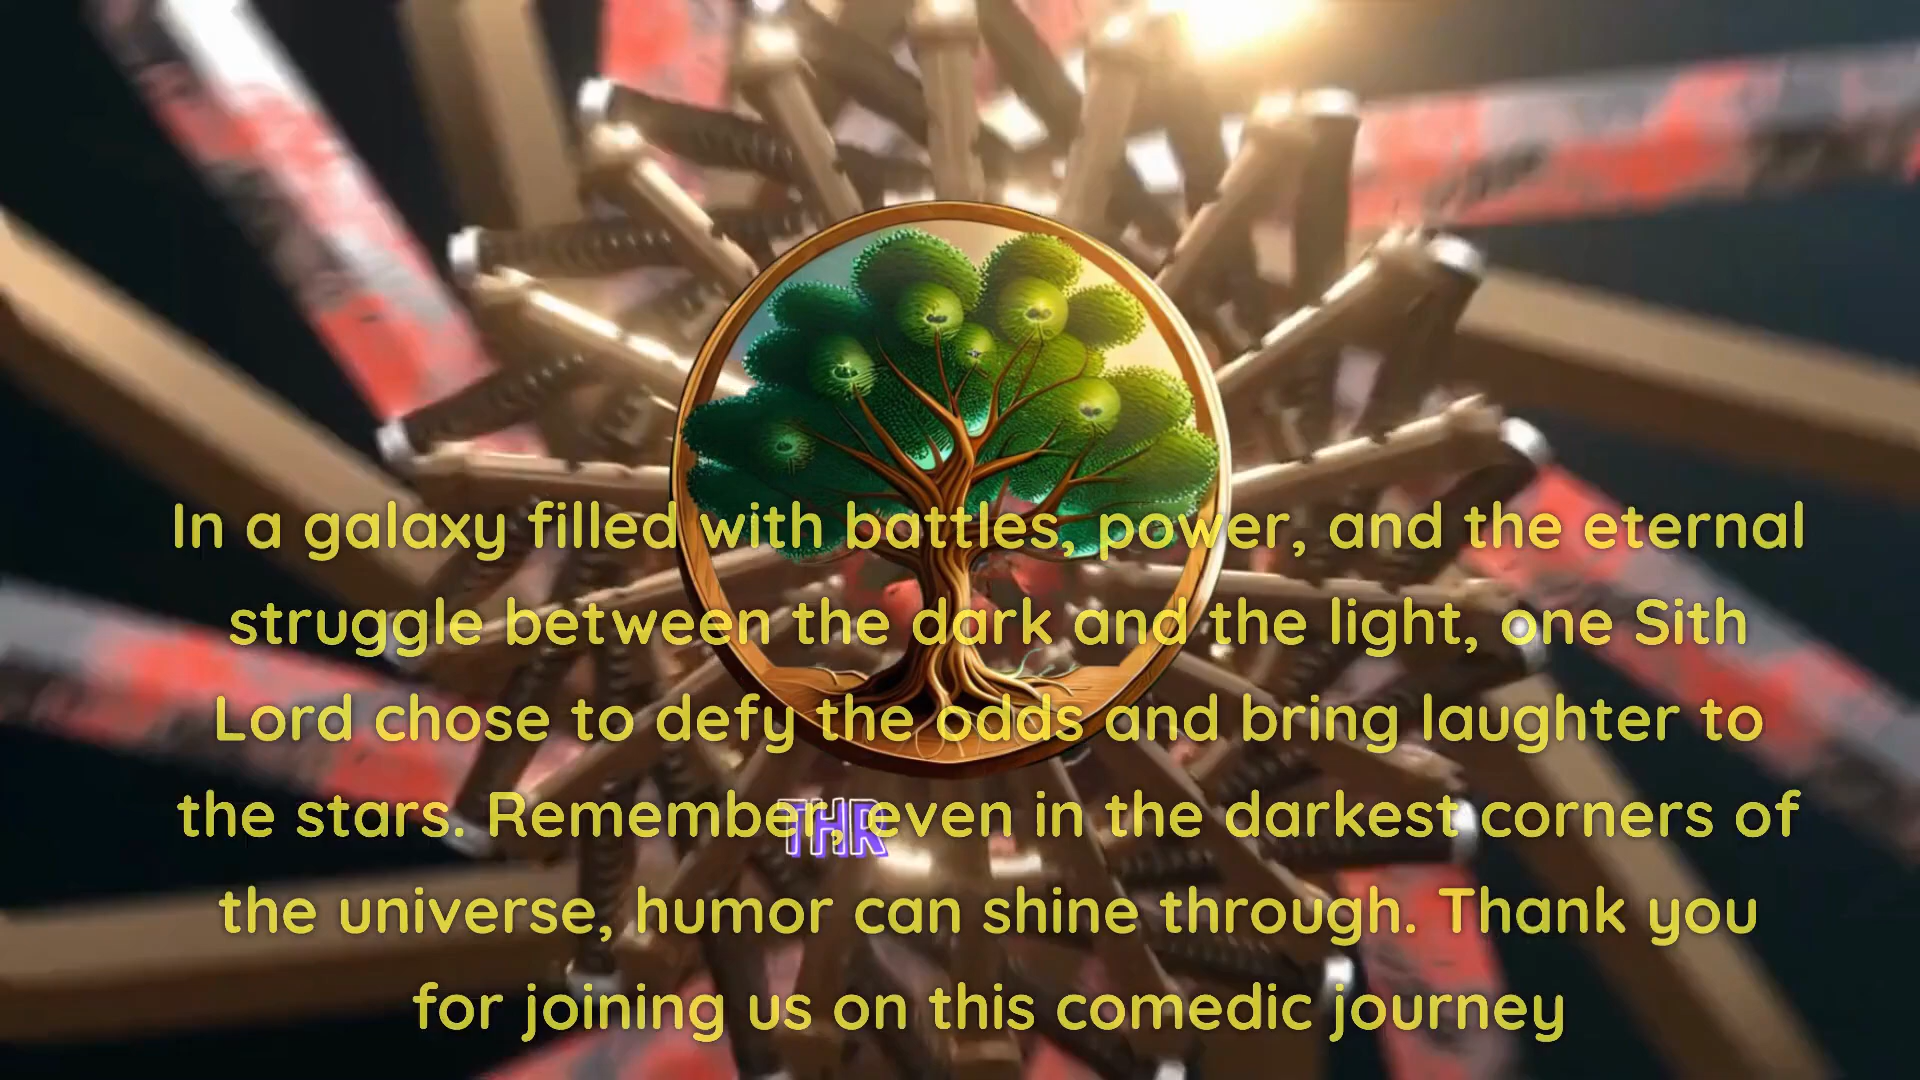 In a galaxy filled with battles, power, and the eternal
struggle between the dark and the light, one Sith
Lord chose to defy the odds and bring laughter to
the stars. Remember, even in the darkest corners of
THR
the universe, humor can shine through. Thank you
for joining us on this comedic journey